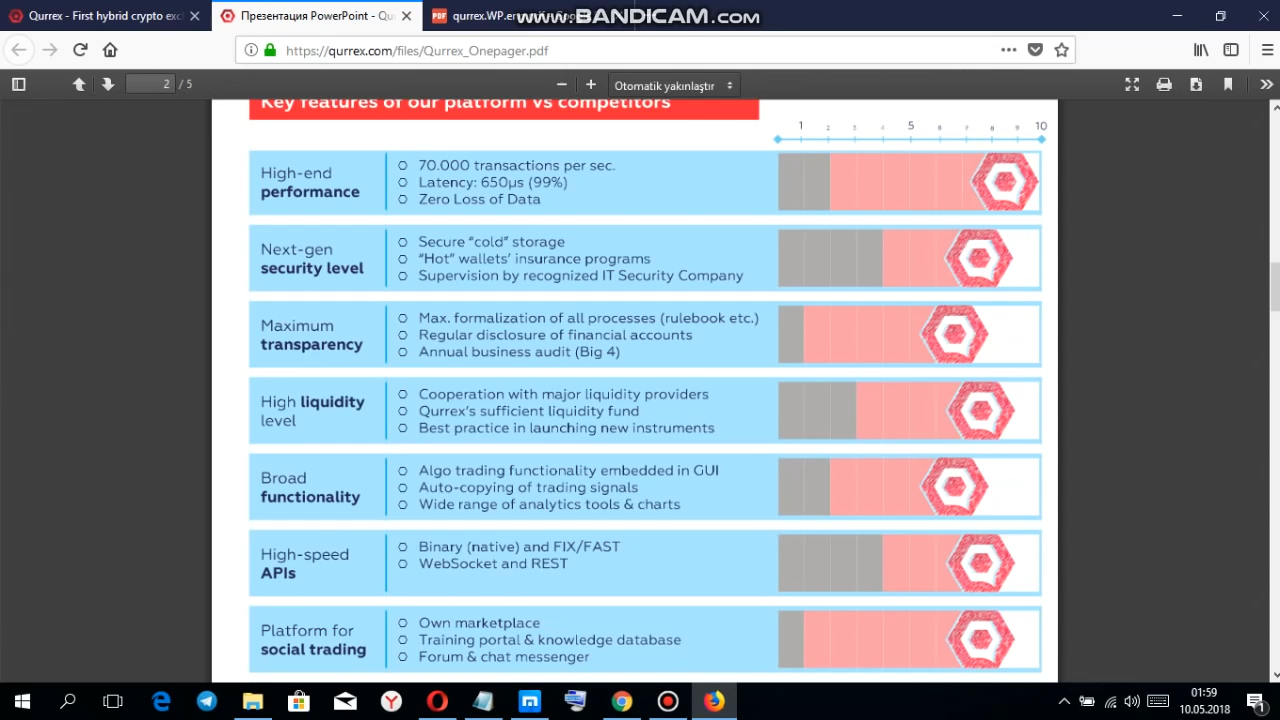 Qurrex - First hybrid crypto exc
Презентация PowerPoint - Qu
qurrex.WP.en
www.BANDICAM.com
https://qurrex.com/files/Qurrex_Onepager.pdf
2 / 5
Otomatik yakınlaştır
Key features of our platform vs competitors
1 2 3 4 5 6 7 8 9 10
High-end
performance
70.000 transactions per sec.
Latency: 650µs (99%)
Zero Loss of Data
Next-gen
security level
Secure “cold” storage
“Hot” wallets’ insurance programs
Supervision by recognized IT Security Company
Maximum
transparency
Max. formalization of all processes (rulebook etc.)
Regular disclosure of financial accounts
Annual business audit (Big 4)
High liquidity
level
Cooperation with major liquidity providers
Qurrex’s sufficient liquidity fund
Best practice in launching new instruments
Broad
functionality
Algo trading functionality embedded in GUI
Auto-copying of trading signals
Wide range of analytics tools & charts
High-speed
APIs
Binary (native) and FIX/FAST
WebSocket and REST
Platform for
social trading
Own marketplace
Training portal & knowledge database
Forum & chat messenger
01:59
10.05.2018